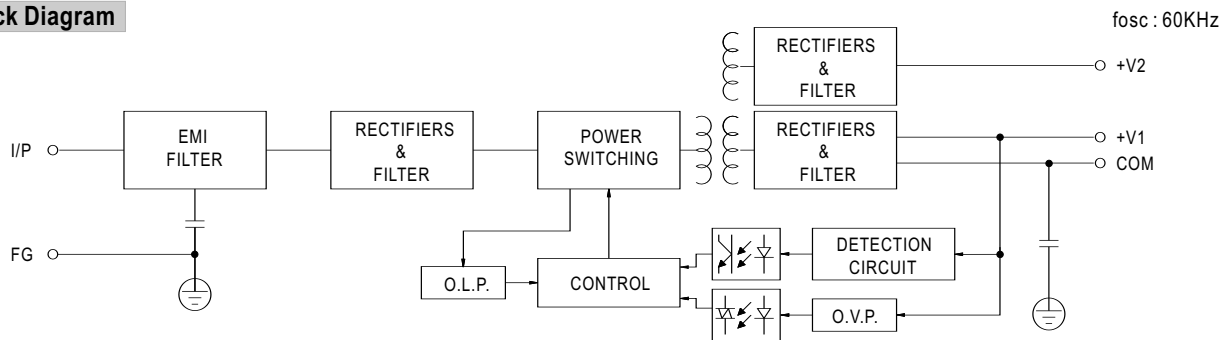 ck Diagram
fosc : 60KHz
RECTIFIERS
&
FILTER
+V2
I/P
EMI
FILTER
RECTIFIERS
&
FILTER
POWER
SWITCHING
RECTIFIERS
&
FILTER
+V1
COM
FG
O.L.P.
CONTROL
DETECTION
CIRCUIT
O.V.P.